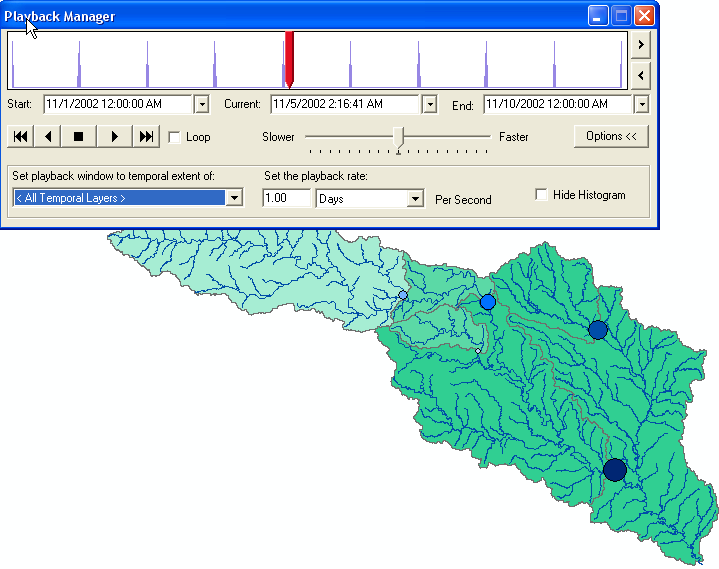 Playback Manager
Start: 11/1/2002 12:00:00 AM Current: 11/5/2002 2:16:41 AM End: 11/10/2002 12:00:00 AM
Loop Slower Faster Options <<
Set playback window to temporal extent of: Set the playback rate:
< All Temporal Layers > 1.00 Days Per Second Hide Histogram